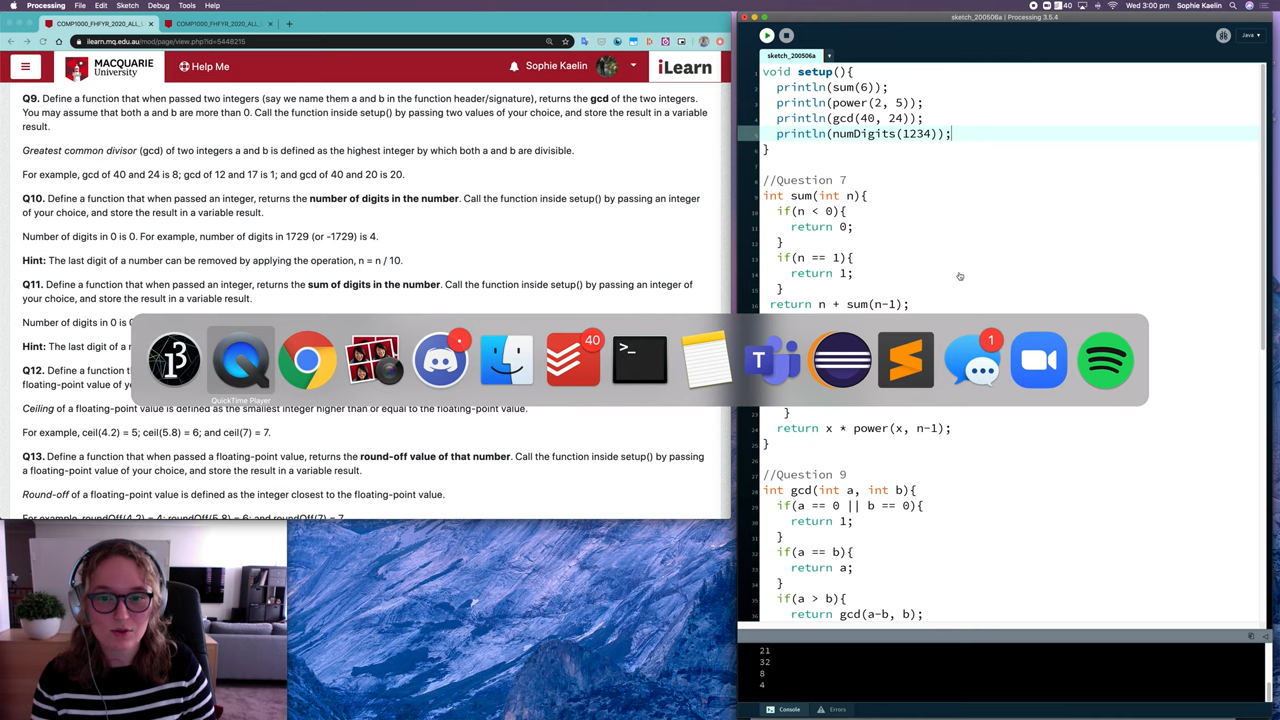 Processing File Edit Sketch Debug Tools Help
40
Wed 3:00 pm Sophie Kaelin
COMP1000_FHFYR_2020_ALL_
COMP1000_FHFYR_2020_ALL_
ilearn.mq.edu.au/mod/page/view.php?id=5448215
MACQUARIE
University
Help Me
Sophie Kaelin
iLearn
Q9. Define a function that when passed two integers (say we name them a and b in the function header/signature), returns the gcd of the two integers.
You may assume that both a and b are more than 0. Call the function inside setup() by passing two values of your choice, and store the result in a variable
result.
Greatest common divisor (gcd) of two integers a and b is defined as the highest integer by which both a and b are divisible.
For example, gcd of 40 and 24 is 8; gcd of 12 and 17 is 1; and gcd of 40 and 20 is 20.
Q10. Define a function that when passed an integer, returns the number of digits in the number. Call the function inside setup() by passing an integer
of your choice, and store the result in a variable result.
Number of digits in 0 is 0. For example, number of digits in 1729 (or -1729) is 4.
Hint: The last digit of a number can be removed by applying the operation, n = n / 10.
Q11. Define a function that when passed an integer, returns the sum of digits in the number. Call the function inside setup() by passing an integer of
your choice, and store the result in a variable result.
Number of digits in 0 is 0
Hint:
Q12.
floating-point value of yo
Ceiling of a floating-point value is defined as the smallest integer higher than or equal to the floating-point value.
For example, ceil(4.2) = 5; ceil(5.8) = 6; and ceil(7) = 7.
Q13. Define a function that when passed a floating-point value, returns the round-off value of that number. Call the function inside setup() by passing
a floating-point value of your choice, and store the result in a variable result.
Round-off of a floating-point value is defined as the integer closest to the floating-point value.
For example, roundOff(4.2) = 4; roundOff(5.8) = 6; and roundOff(7) = 7
QuickTime Player
40
1
sketch_200506a | Processing 3.5.4
Java
sketch_200506a
void setup(){
println(sum(6));
println(power(2, 5));
println(gcd(40, 24));
println(numDigits(1234));
}
//Question 7
int sum(int n){
if(n < 0){
return 0;
}
if(n == 1){
return 1;
}
return n + sum(n-1);
}
return x * power(x, n-1);
}
//Question 9
int gcd(int a, int b){
if(a == 0 || b == 0){
return 1;
}
if(a == b){
return a;
}
if(a > b){
return gcd(a-b, b);
21
32
8
4
Console Errors